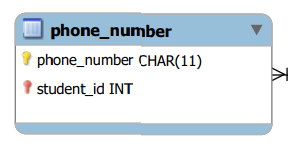 phone_number
phone_number CHAR(11)
student_id INT